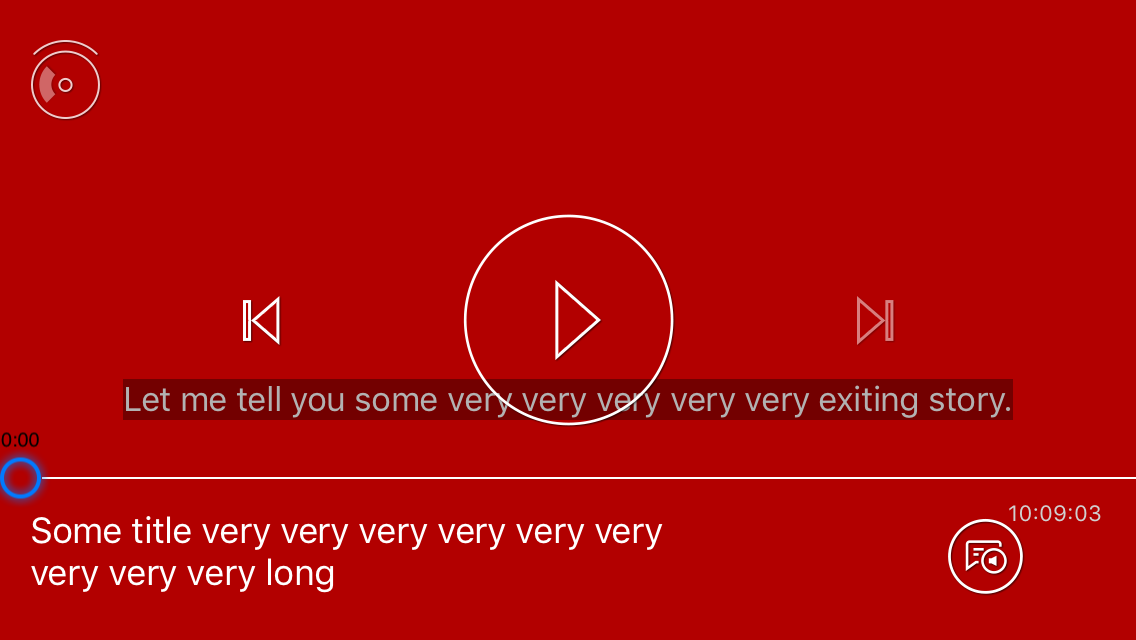 Let me tell you some very very very very very exiting story.
0:00
10:09:03
Some title very very very very very very
very very very long